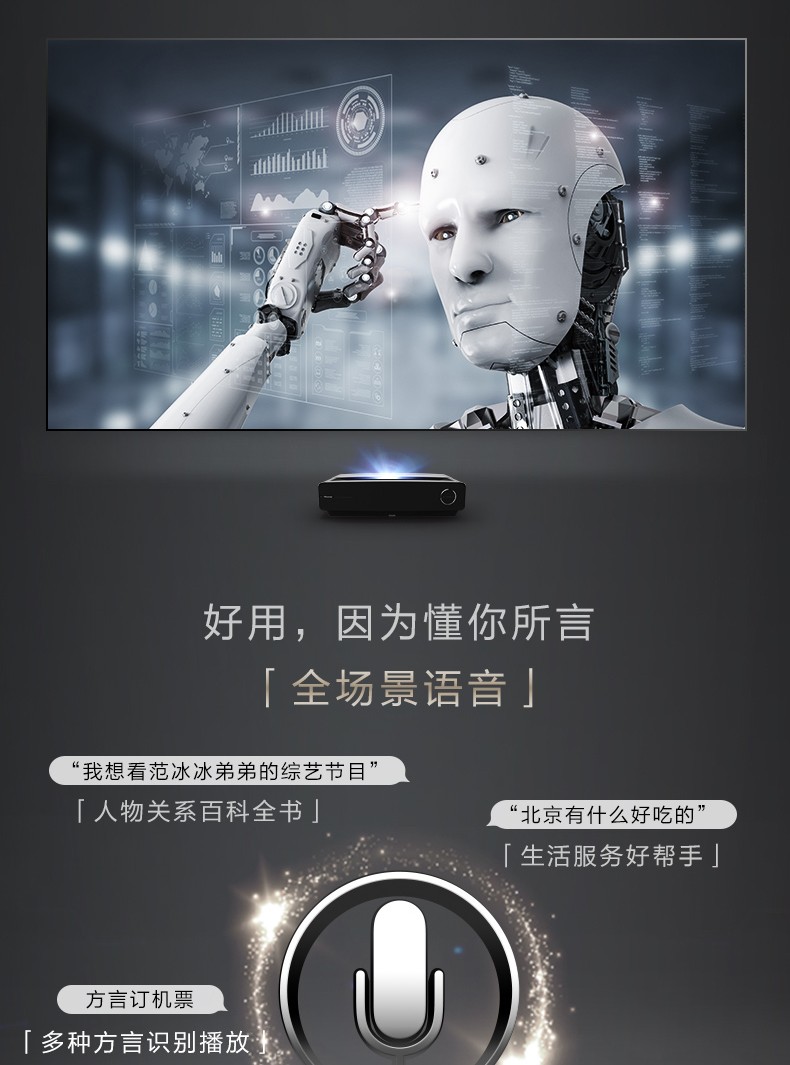 好用，因为懂你所言
「全场景语音」
“我想看范冰冰弟弟的综艺节目”
「人物关系百科全书」
“北京有什么好吃的”
「生活服务好帮手」
方言订机票
「多种方言识别播放」